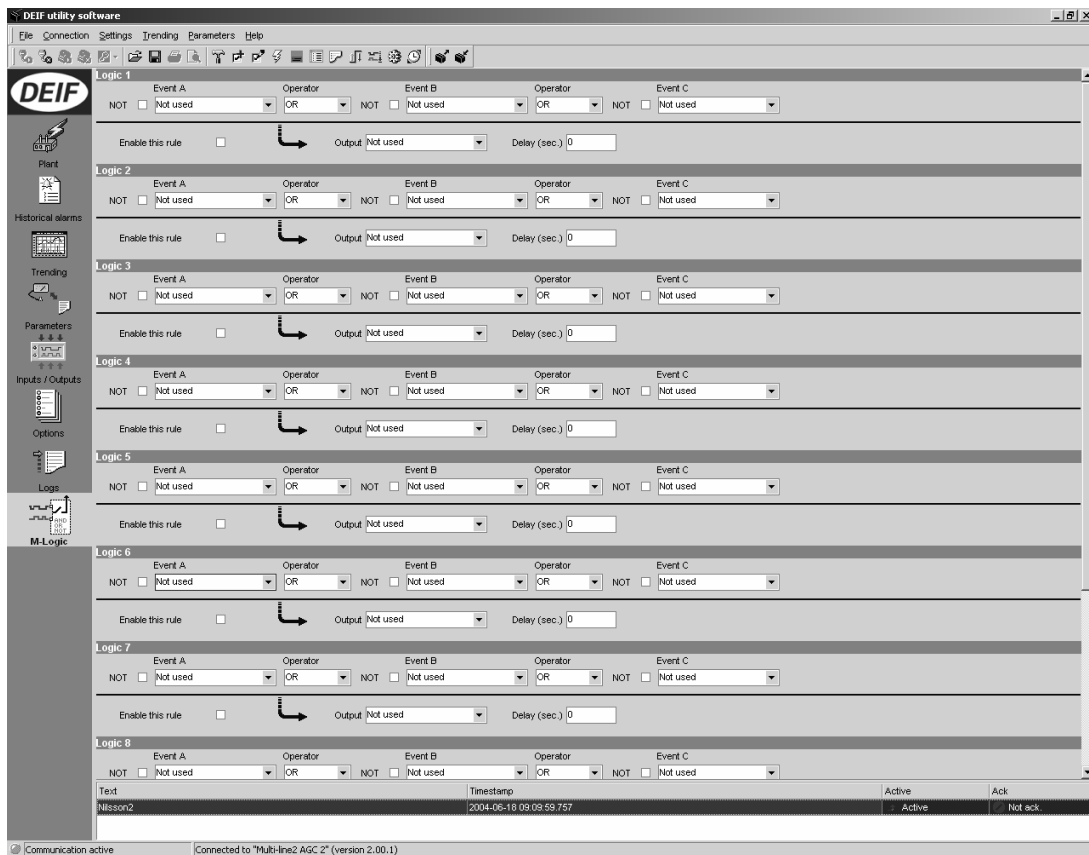 DEIF utility software
File Connection Settings Trending Parameters Help
DEIF
Plant
Historical alarms
Trending
Parameters
Inputs / Outputs
Options
Logs
AND
OR
NOT
M-Logic
Logic 1
Event A Operator Event B Operator Event C
NOT Not used OR NOT Not used OR NOT Not used
Enable this rule Output Not used Delay (sec.) 0
Logic 2
Event A Operator Event B Operator Event C
NOT Not used OR NOT Not used OR NOT Not used
Enable this rule Output Not used Delay (sec.) 0
Logic 3
Event A Operator Event B Operator Event C
NOT Not used OR NOT Not used OR NOT Not used
Enable this rule Output Not used Delay (sec.) 0
Logic 4
Event A Operator Event B Operator Event C
NOT Not used OR NOT Not used OR NOT Not used
Enable this rule Output Not used Delay (sec.) 0
Logic 5
Event A Operator Event B Operator Event C
NOT Not used OR NOT Not used OR NOT Not used
Enable this rule Output Not used Delay (sec.) 0
Logic 6
Event A Operator Event B Operator Event C
NOT Not used OR NOT Not used OR NOT Not used
Enable this rule Output Not used Delay (sec.) 0
Logic 7
Event A Operator Event B Operator Event C
NOT Not used OR NOT Not used OR NOT Not used
Enable this rule Output Not used Delay (sec.) 0
Logic 8
Event A Operator Event B Operator Event C
NOT Not used OR NOT Not used OR NOT Not used
Text Timestamp Active Ack
Nilsson2 2004-06-18 09:09:59.757 Active Not ack.
Communication active Connected to "Multi-line2 AGC 2" (version 2.00.1)